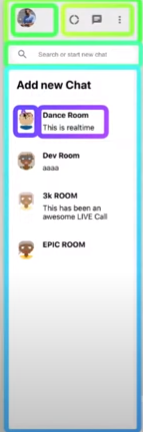 Search or start new chat
Add new Chat
Dance Room
This is realtime
Dev Room
aaaa
3k ROOM
This has been an
awesome LIVE Call
EPIC ROOM